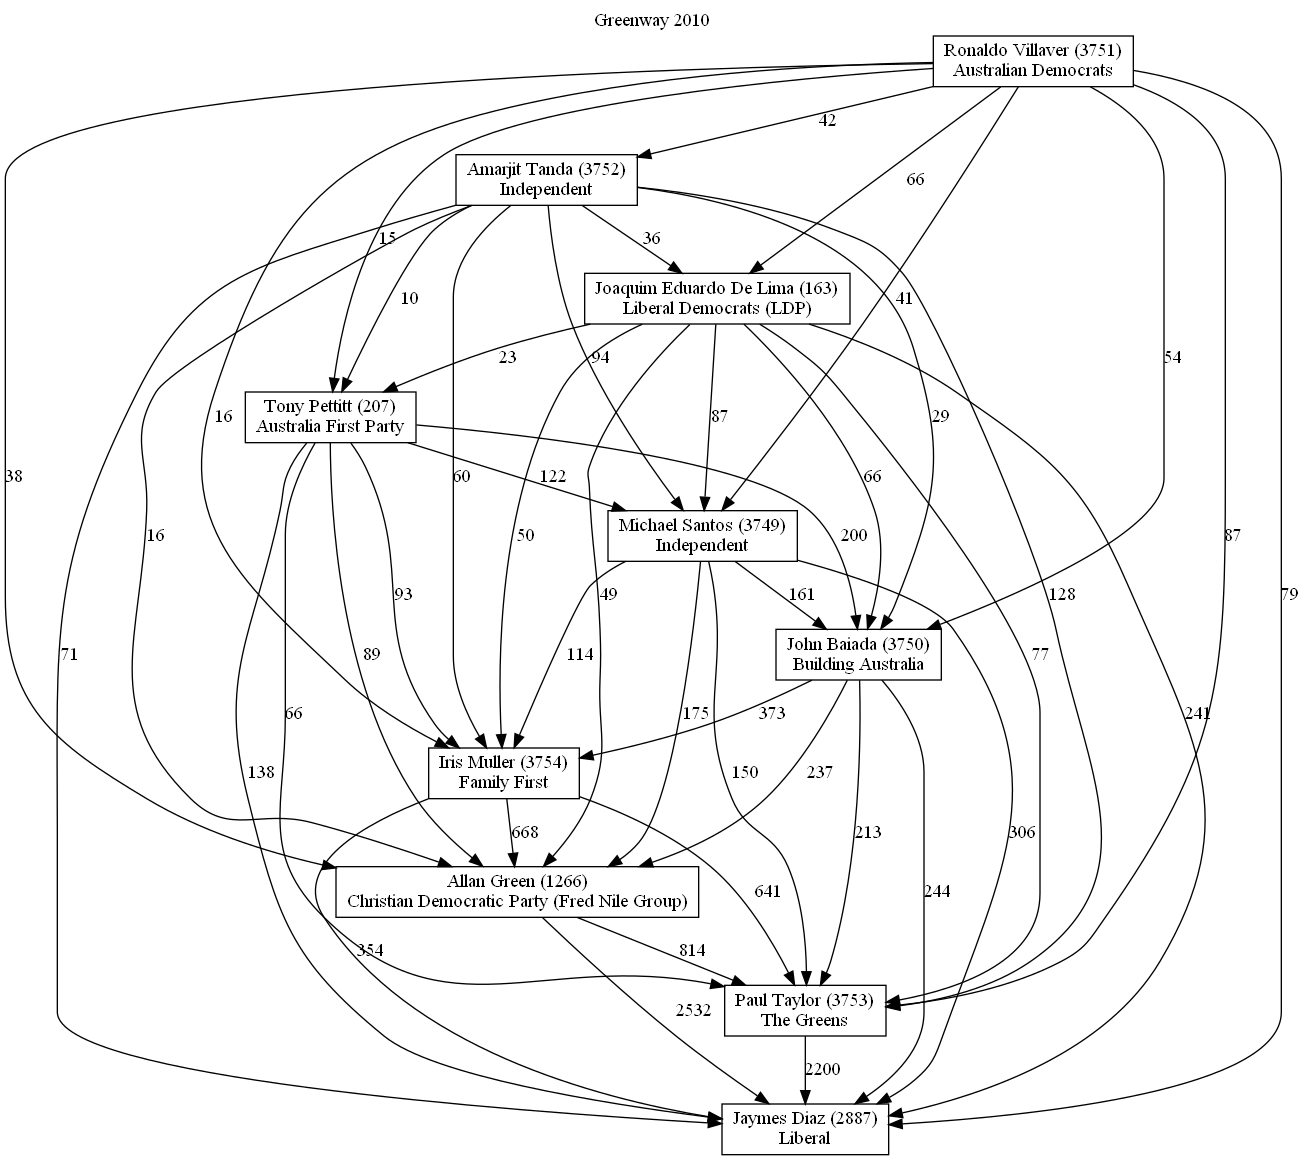 Greenway 2010
Ronaldo Villaver (3751)
Australian Democrats
42
Amarjit Tanda (3752)
Independent
66
15
36
Joaquim Eduardo De Lima (163)
Liberal Democrats (LDP)
10
41
23
94
54
Tony Pettitt (207)
Australia First Party
16
87
29
38
60
122
66
Michael Santos (3749)
Independent
16
50
200
87
93
49
161
128
79
John Baiada (3750)
Building Australia
71
89
114
77
66
175
373
241
Iris Muller (3754)
Family First
138
150
237
668
213
306
Allan Green (1266)
Christian Democratic Party (Fred Nile Group)
641
244
354
814
Paul Taylor (3753)
The Greens
2532
2200
Jaymes Diaz (2887)
Liberal